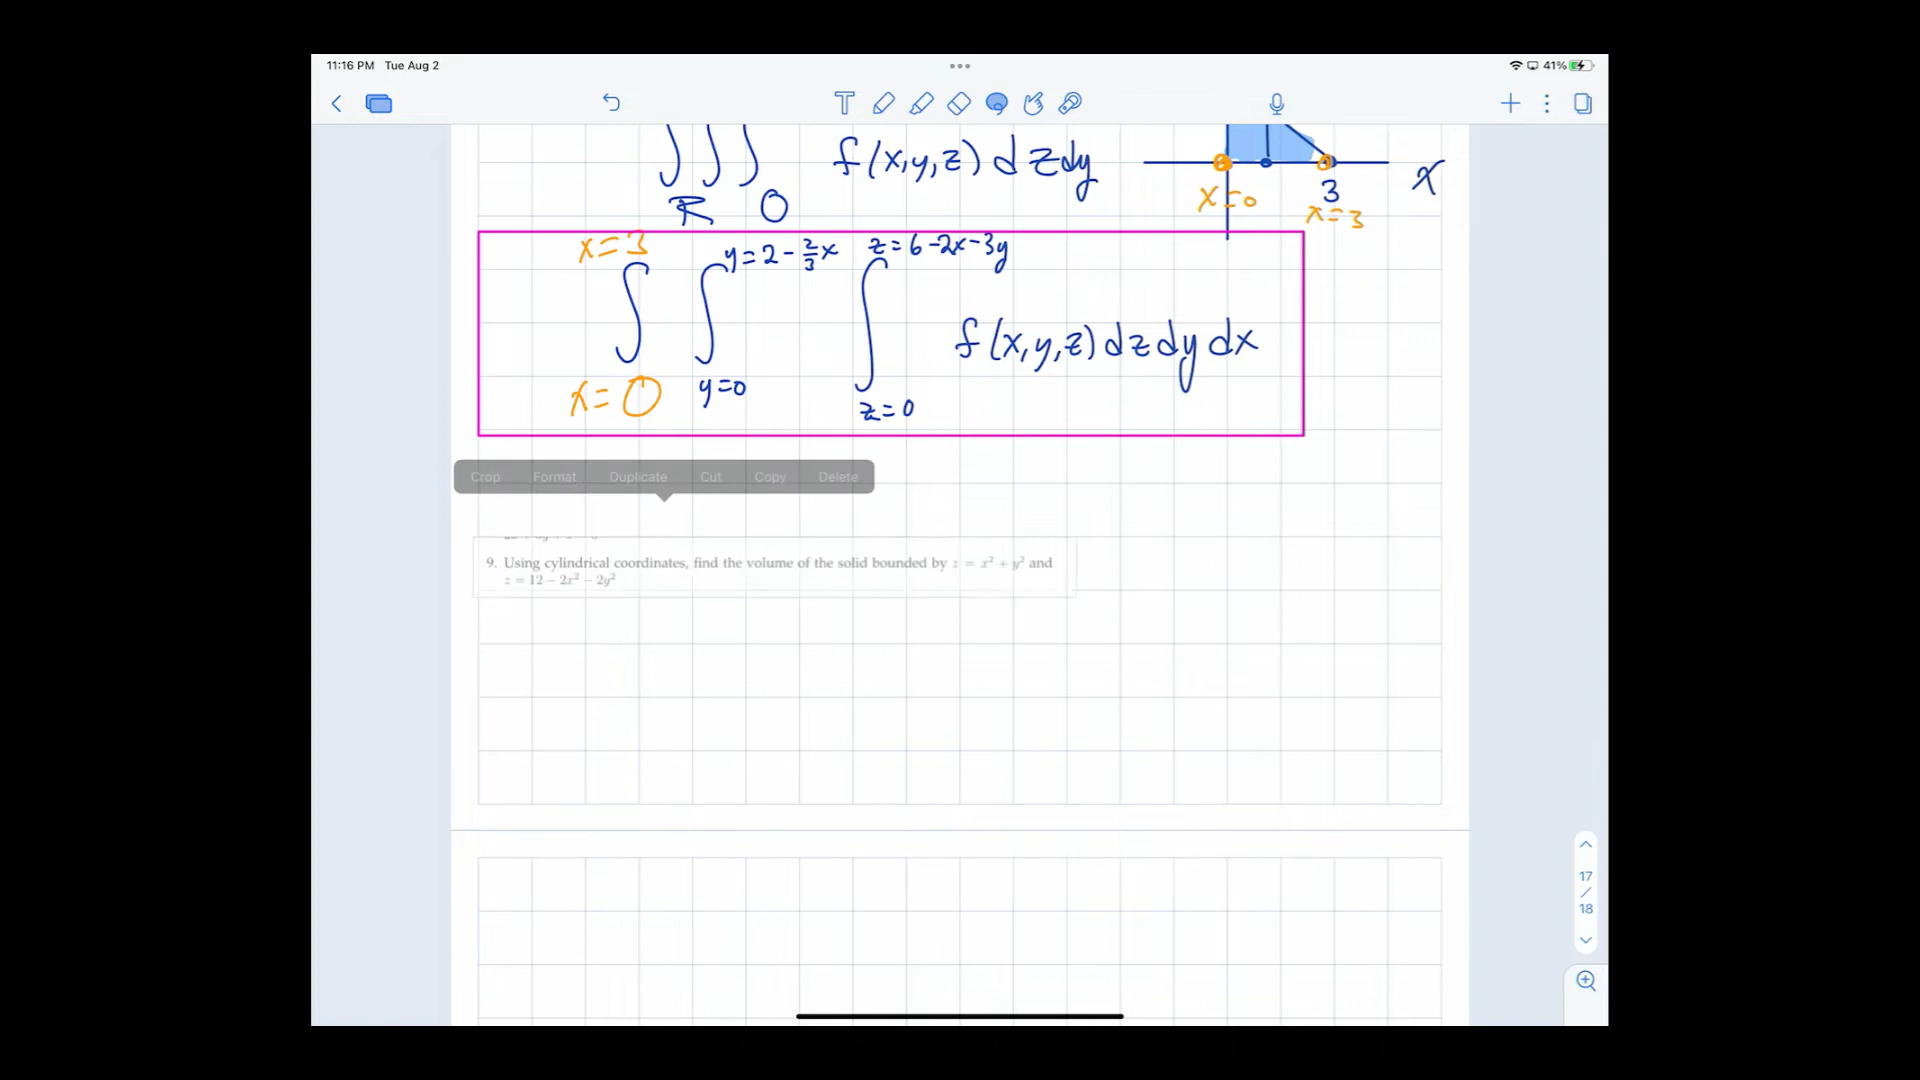 11:16 PM Tue Aug 2
41%
∫∫∫ f(x,y,z) dzdy
R 0
x
x=0
3
x=3
x=3 y=2-2/3x z=6-2x-3y
∫ ∫ ∫ f(x,y,z) dz dy dx
x=0 y=0 z=0
Crop Format Duplicate Cut Copy Delete
9. Using cylindrical coordinates, find the volume of the solid bounded by z = x² + y² and
z = 12 − 2x² − 2y²
17
/
18